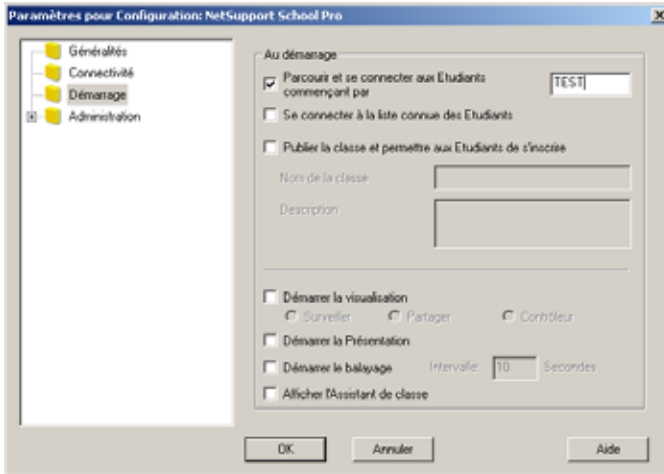 Paramètres pour Configuration: NetSupport School Pro
Généralités
Connectivité
Démarrage
Administration
Au démarrage
Parcourir et se connecter aux Etudiants
commençant par
TEST
Se connecter à la liste connue des Etudiants
Publier la classe et permettre aux Etudiants de s'inscrire
Nom de la classe
Description
Démarrer la visualisation
Surveiller
Partager
Contrôleur
Démarrer la Présentation
Démarrer le balayage
Intervalle:
10
Secondes
Afficher l'Assistant de classe
OK
Annuler
Aide